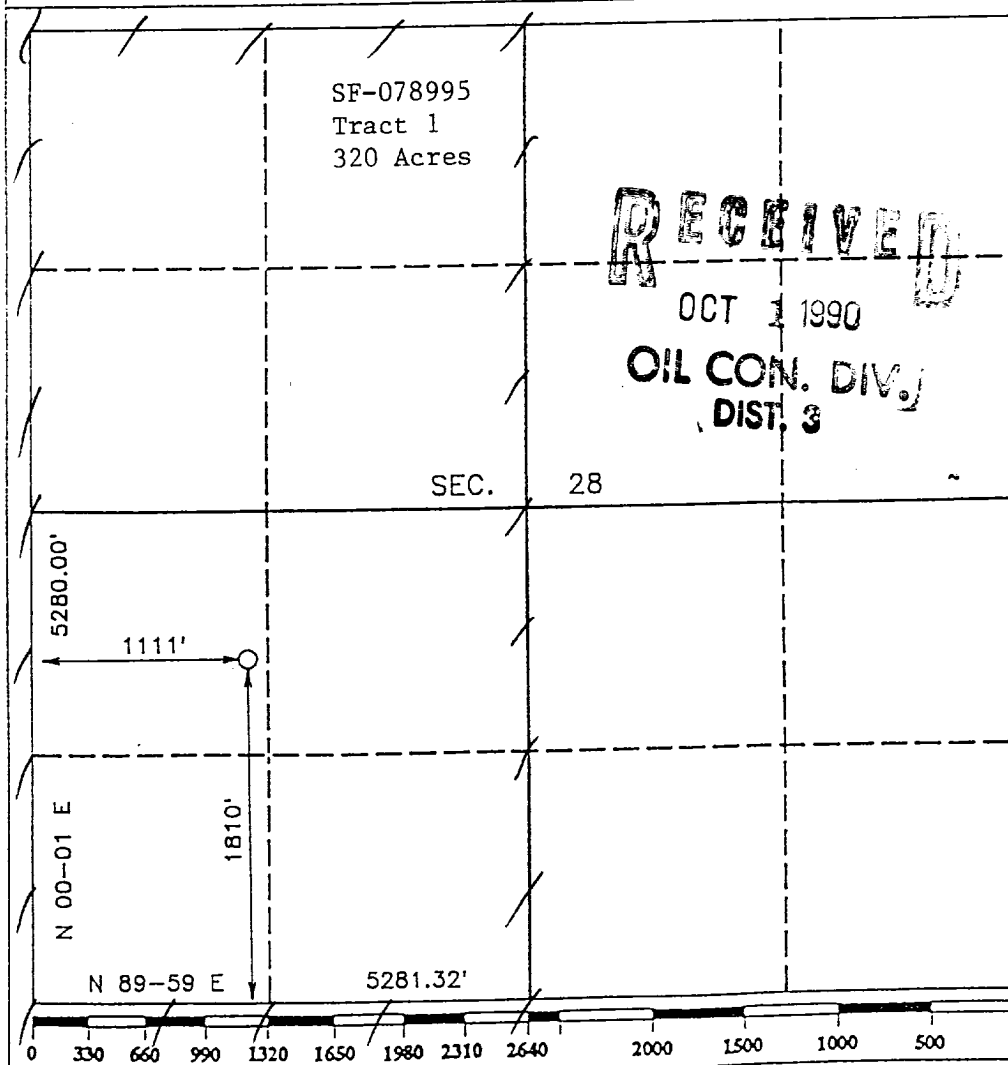 SF-078995
Tract 1
320 Acres
RECEIVED
OCT 1 1990
OIL CON. DIV.
DIST. 3
SEC. 28
5280.00'
1111'
1810'
N 00-01 E
N 89-59 E 5281.32'
0 330 660 990 1320 1650 1980 2310 2640 2000 1500 1000 500